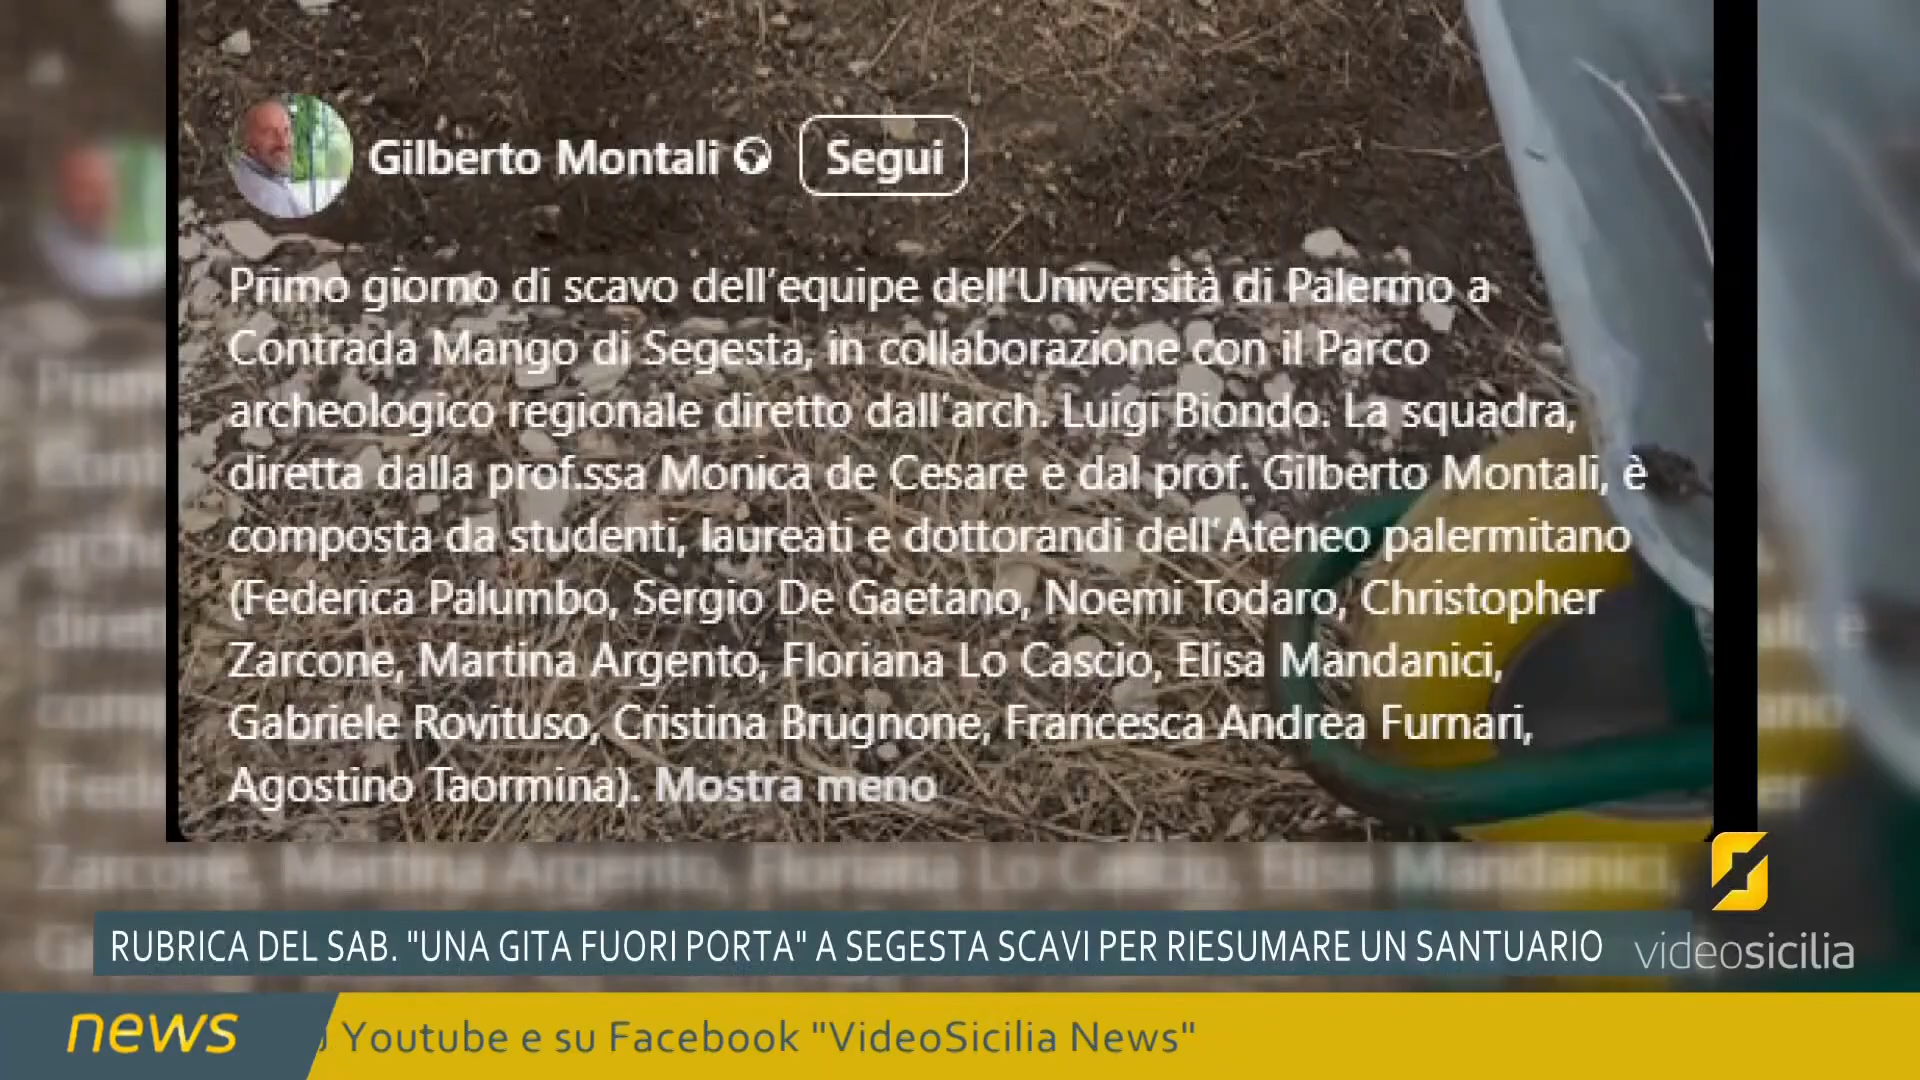 Gilberto Montali Segui
Primo giorno di scavo dell'equipe dell'Università di Palermo a
Contrada Mango di Segesta, in collaborazione con il Parco
archeologico regionale diretto dall'arch. Luigi Biondo. La squadra,
diretta dalla prof.ssa Monica de Cesare e dal prof. Gilberto Montali, è
composta da studenti, laureati e dottorandi dell'Ateneo palermitano
(Federica Palumbo, Sergio De Gaetano, Noemi Todaro, Christopher
Zarcone, Martina Argento, Floriana Lo Cascio, Elisa Mandanici,
Gabriele Rovituso, Cristina Brugnone, Francesca Andrea Furnari,
Agostino Taormina). Mostra meno
RUBRICA DEL SAB. "UNA GITA FUORI PORTA" A SEGESTA SCAVI PER RIESUMARE UN SANTUARIO
videosicilia
news
Youtube e su Facebook "VideoSicilia News"